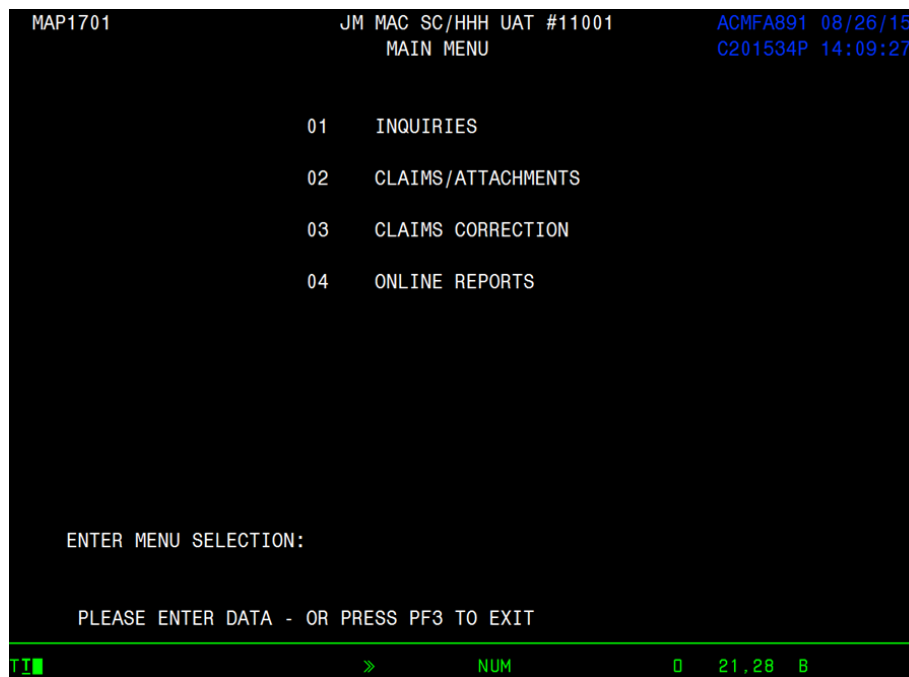 MAP1701 JM MAC SC/HHH UAT #11001 ACMFA891 08/26/15
MAIN MENU C201534P 14:09:27
01 INQUIRIES
02 CLAIMS/ATTACHMENTS
03 CLAIMS CORRECTION
04 ONLINE REPORTS
ENTER MENU SELECTION:
PLEASE ENTER DATA - OR PRESS PF3 TO EXIT
TT » NUM 21,28 B